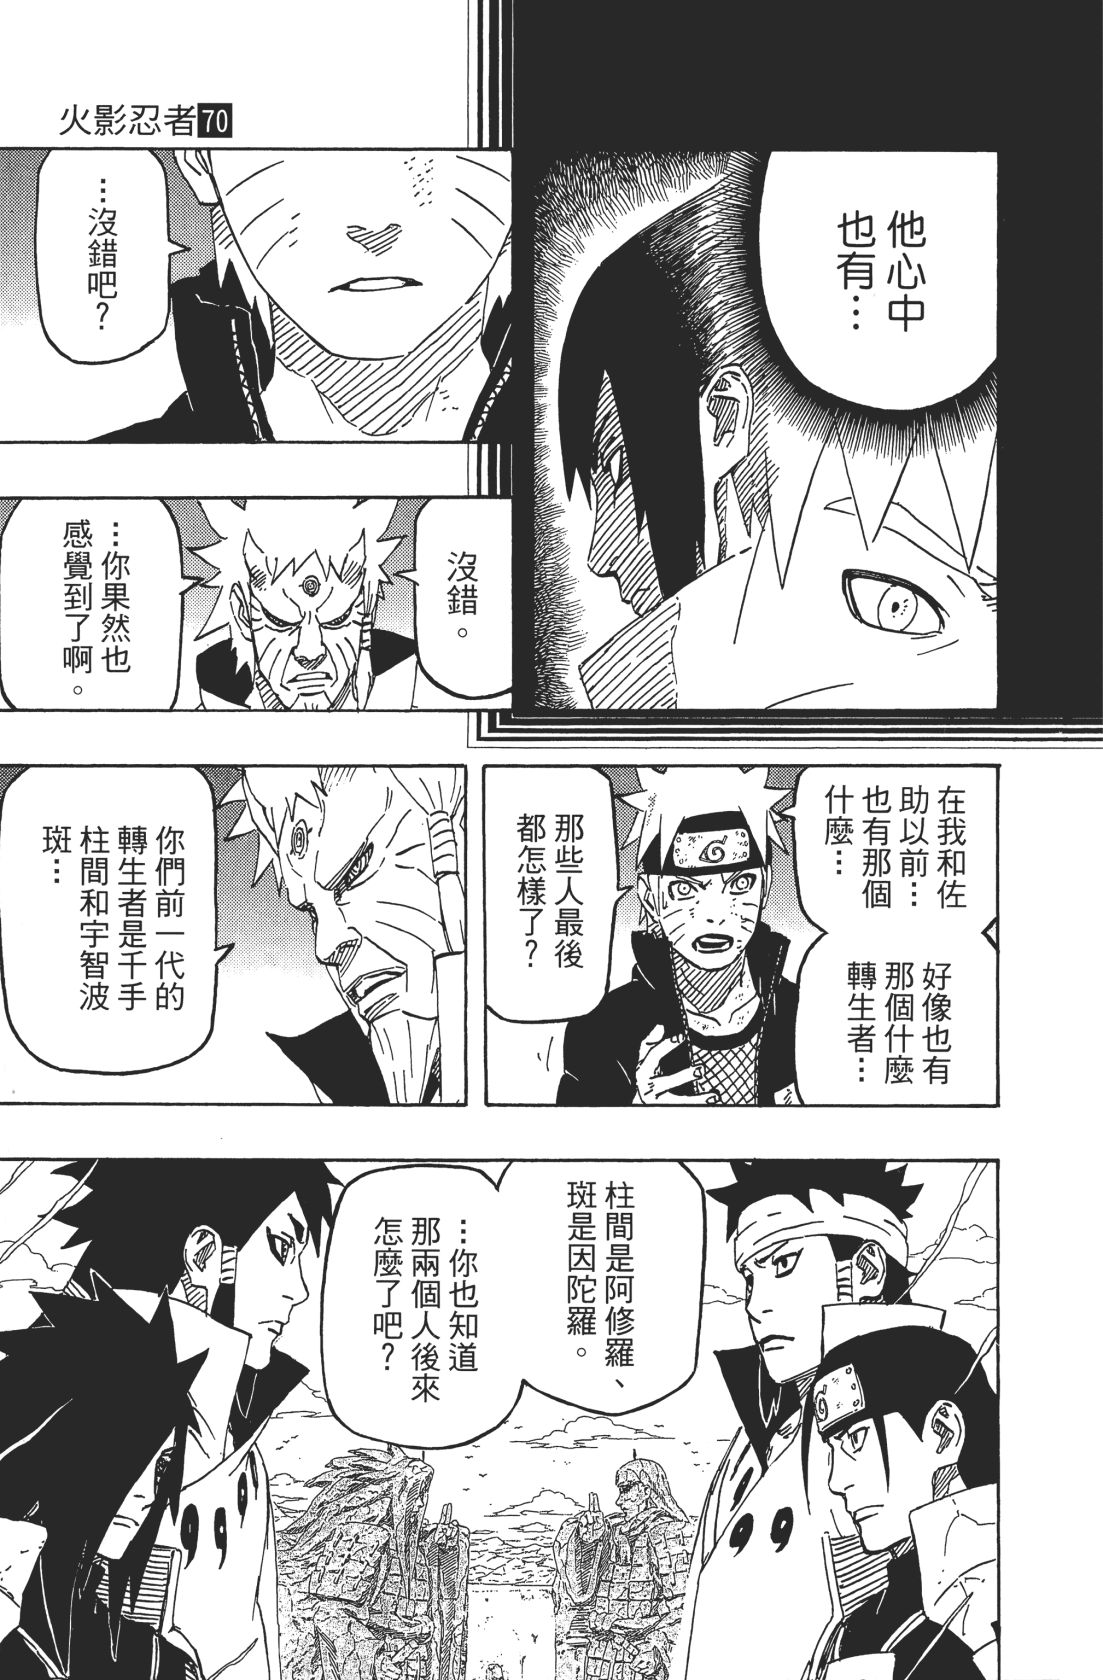 火影忍者70
他心中
也有…
…沒錯吧?
沒錯。
…你果然也
感覺到了啊。
在我和佐
助以前…
也有那個
什麼…
好像也有
那個什麼
轉生者…
那些人最後
都怎樣了?
你們前一代的
轉生者是千手
柱間和宇智波
斑…
柱間是阿修羅、
斑是因陀羅。
…你也知道
那兩個人後來
怎麼了吧?